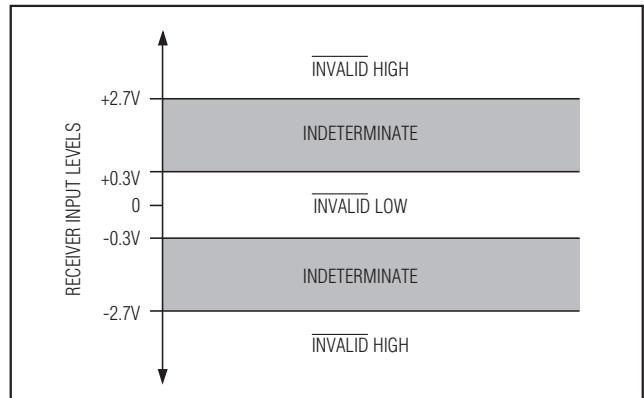 INVALID HIGH
+2.7V
INDETERMINATE
+0.3V
0
INVALID LOW
-0.3V
INDETERMINATE
-2.7V
INVALID HIGH
RECEIVER INPUT LEVELS